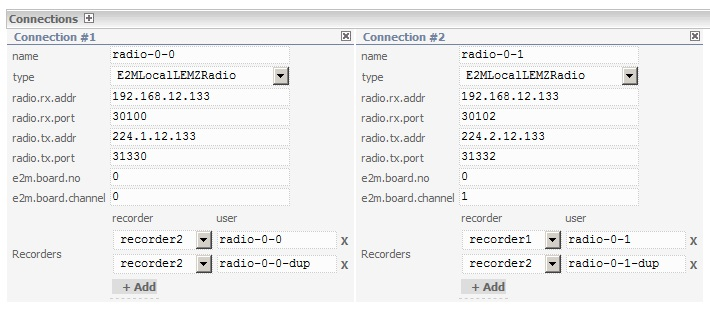 Connections
Connection #1
name radio-0-0
type E2MLocalLEMZRadio
radio.rx.addr 192.168.12.133
radio.rx.port 30100
radio.tx.addr 224.1.12.133
radio.tx.port 31330
e2m.board.no 0
e2m.board.channel 0
recorder user
Recorders
recorder2 radio-0-0 X
recorder2 radio-0-0-dup X
+ Add
Connection #2
name radio-0-1
type E2MLocalLEMZRadio
radio.rx.addr 192.168.12.133
radio.rx.port 30102
radio.tx.addr 224.2.12.133
radio.tx.port 31332
e2m.board.no 0
e2m.board.channel 1
recorder user
Recorders
recorder1 radio-0-1 X
recorder2 radio-0-1-dup X
+ Add